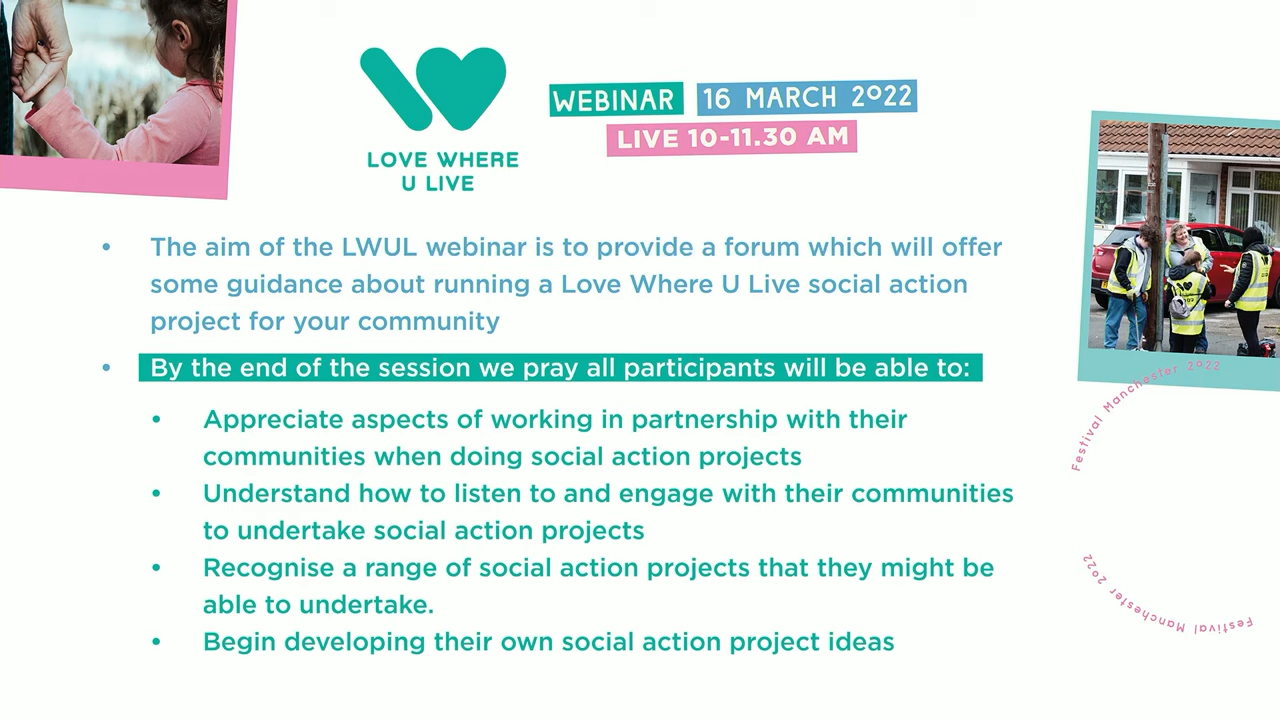 LOVE WHERE
U LIVE
WEBINAR 16 MARCH 2022
LIVE 10-11.30 AM
• The aim of the LWUL webinar is to provide a forum which will offer
some guidance about running a Love Where U Live social action
project for your community
• By the end of the session we pray all participants will be able to:
• Appreciate aspects of working in partnership with their
communities when doing social action projects
• Understand how to listen to and engage with their communities
to undertake social action projects
• Recognise a range of social action projects that they might be
able to undertake.
• Begin developing their own social action project ideas
Festival Manchester 2022
Festival Manchester 2022